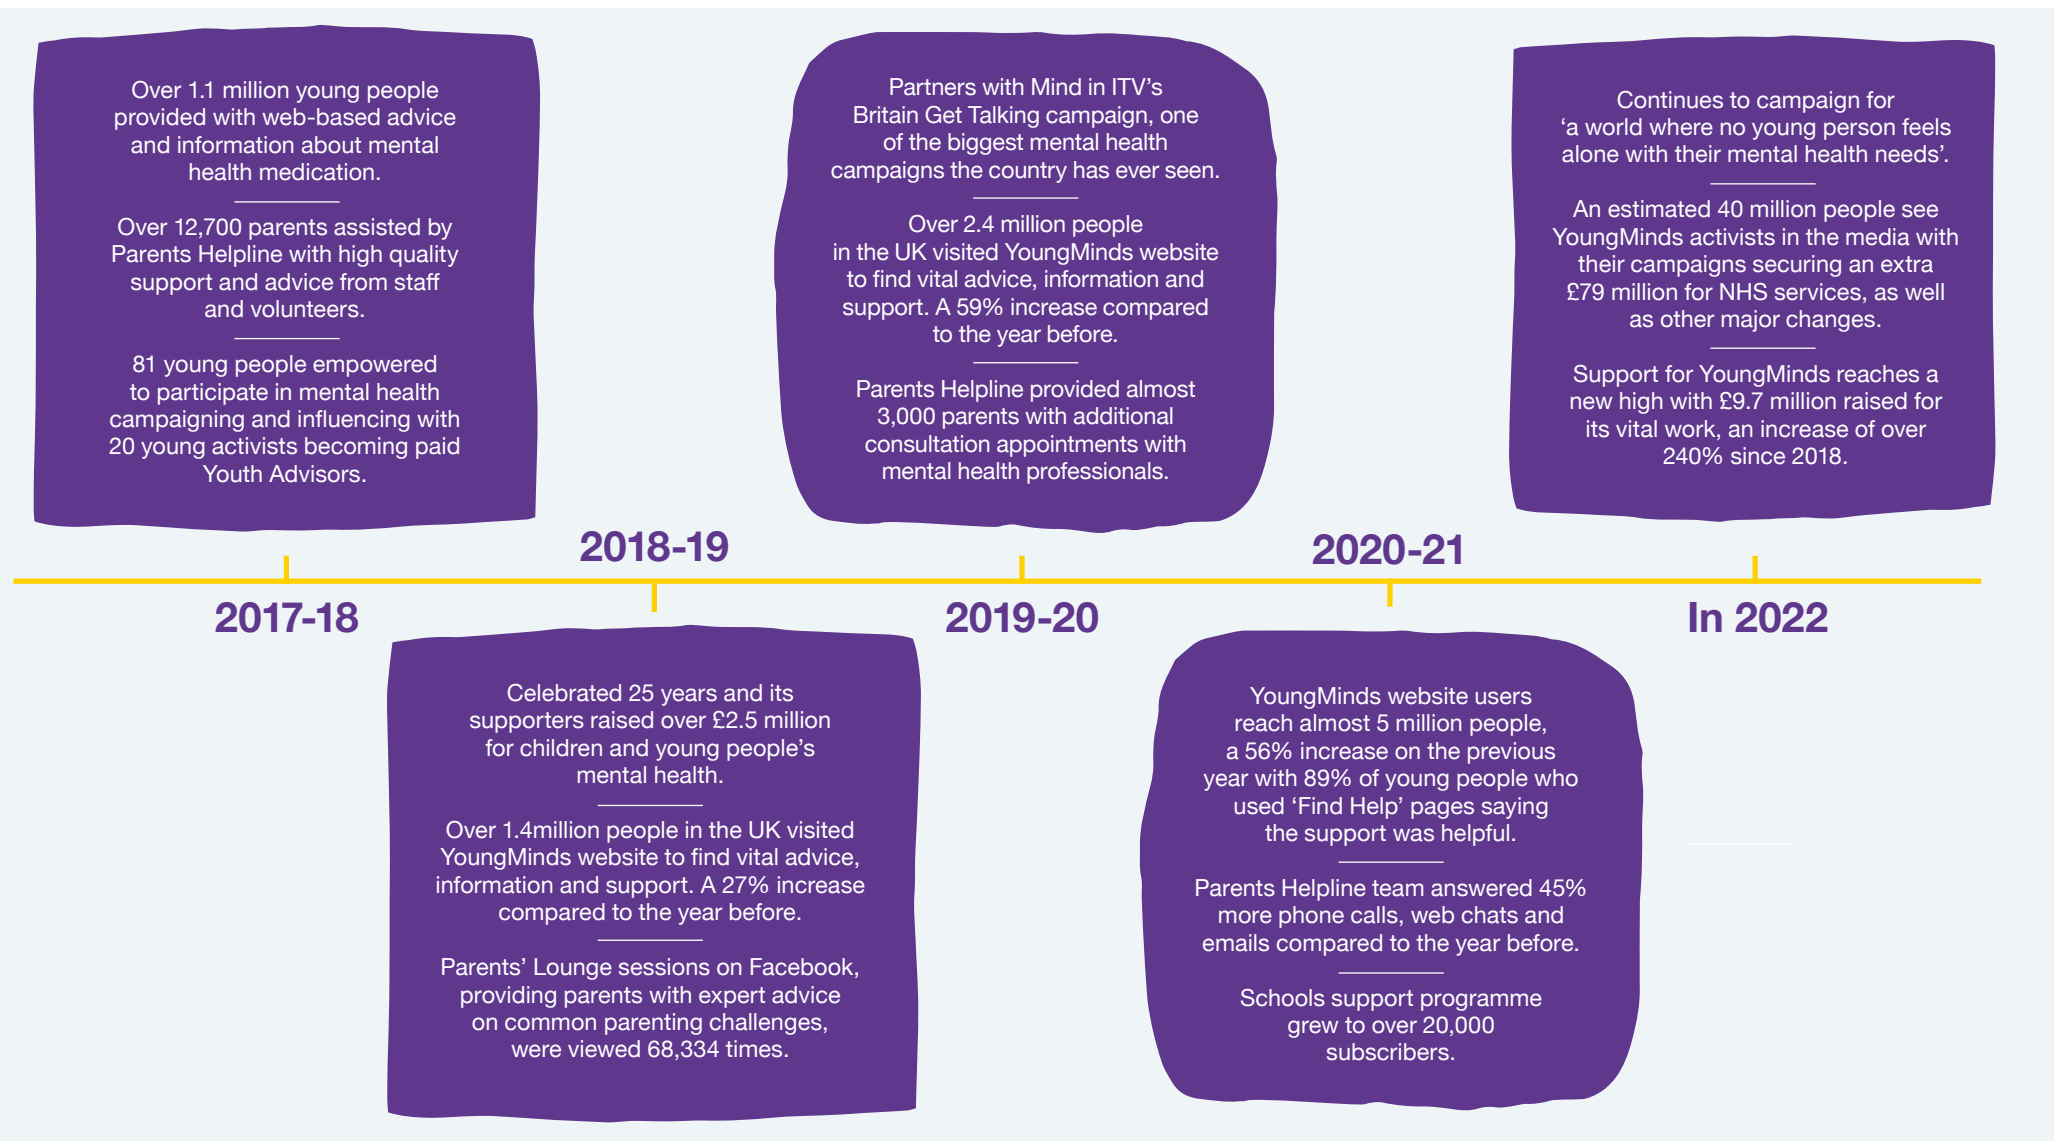 Over 1.1 million young people
provided with web-based advice
and information about mental
health medication.
Over 12,700 parents assisted by
Parents Helpline with high quality
support and advice from staff
and volunteers.
81 young people empowered
to participate in mental health
campaigning and influencing with
20 young activists becoming paid
Youth Advisors.
2017-18
2018-19
Celebrated 25 years and its
supporters raised over £2.5 million
for children and young people’s
mental health.
Over 1.4million people in the UK visited
YoungMinds website to find vital advice,
information and support. A 27% increase
compared to the year before.
Parents’ Lounge sessions on Facebook,
providing parents with expert advice
on common parenting challenges,
were viewed 68,334 times.
Partners with Mind in ITV’s
Britain Get Talking campaign, one
of the biggest mental health
campaigns the country has ever seen.
Over 2.4 million people
in the UK visited YoungMinds website
to find vital advice, information and
support. A 59% increase compared
to the year before.
Parents Helpline provided almost
3,000 parents with additional
consultation appointments with
mental health professionals.
2019-20
2020-21
YoungMinds website users
reach almost 5 million people,
a 56% increase on the previous
year with 89% of young people who
used ‘Find Help’ pages saying
the support was helpful.
Parents Helpline team answered 45%
more phone calls, web chats and
emails compared to the year before.
Schools support programme
grew to over 20,000
subscribers.
Continues to campaign for
‘a world where no young person feels
alone with their mental health needs’.
An estimated 40 million people see
YoungMinds activists in the media with
their campaigns securing an extra
£79 million for NHS services, as well
as other major changes.
Support for YoungMinds reaches a
new high with £9.7 million raised for
its vital work, an increase of over
240% since 2018.
In 2022